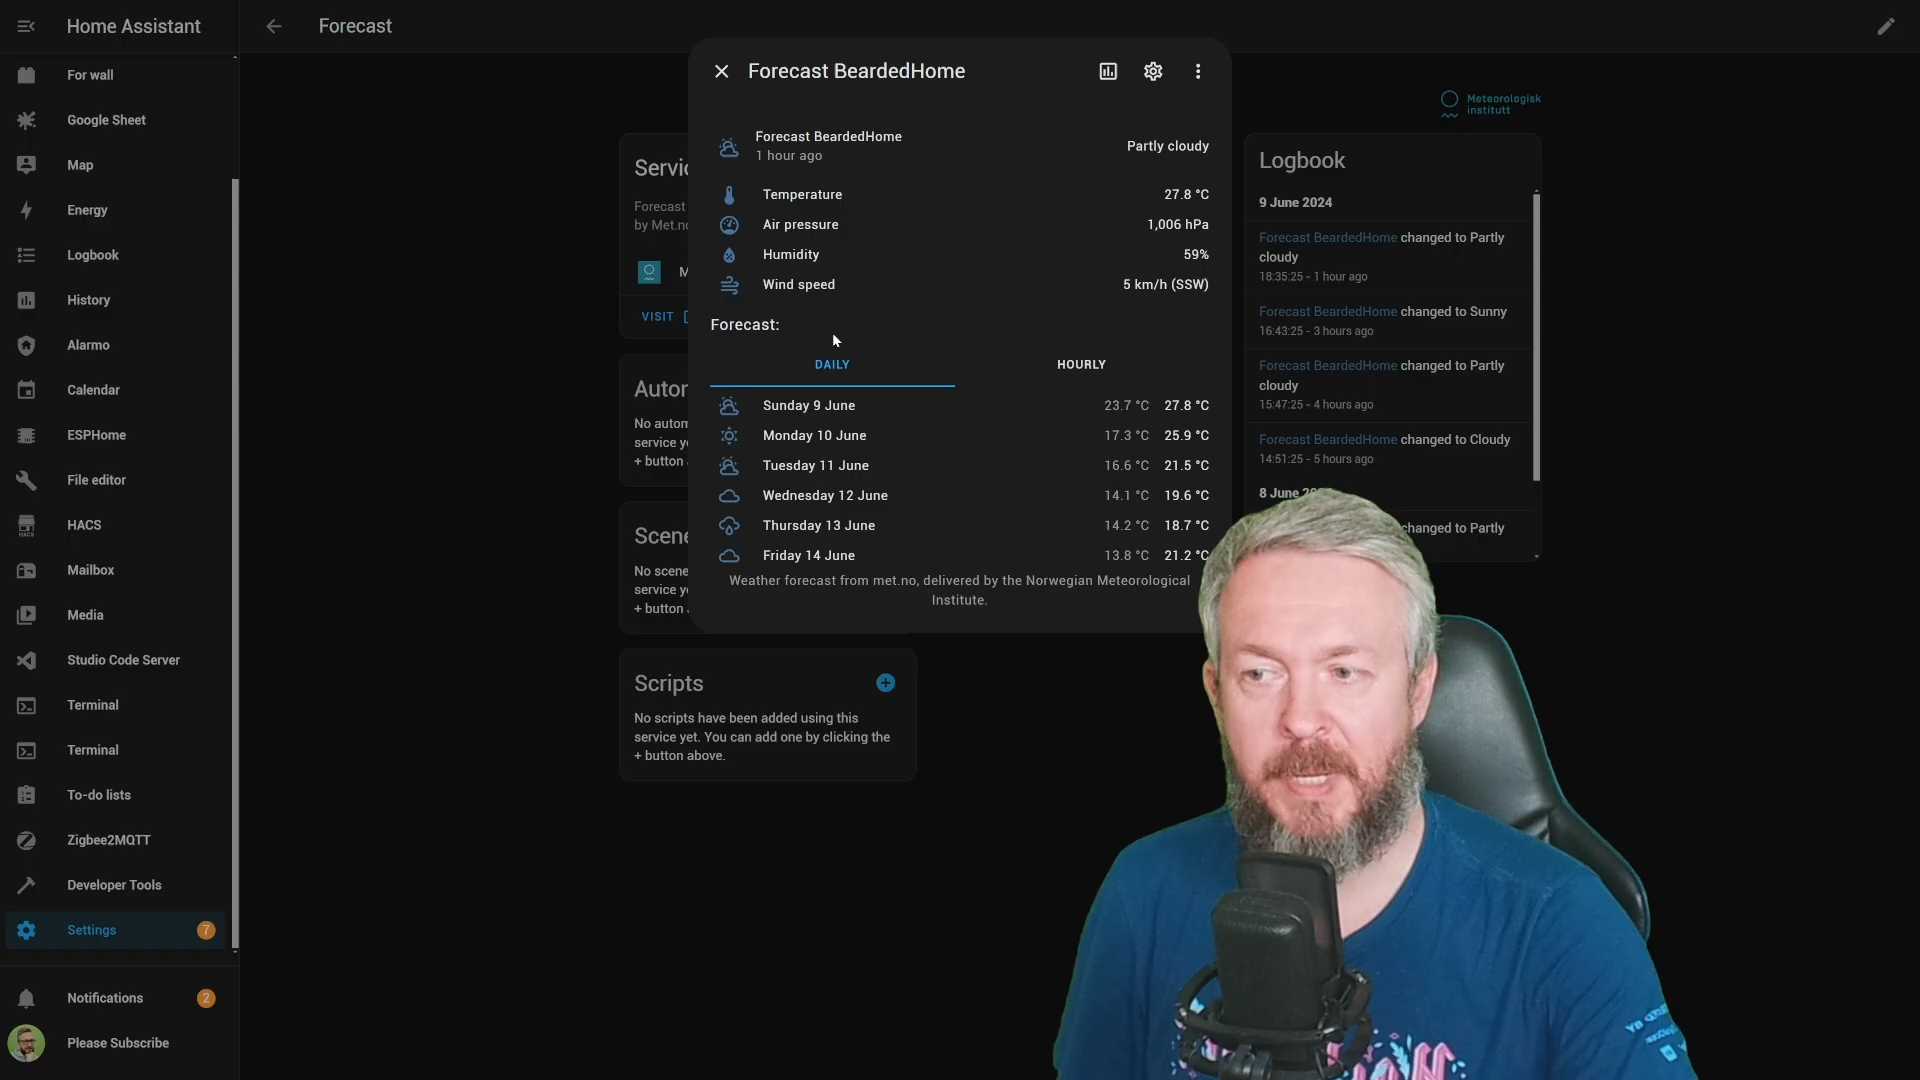 Home Assistant
For wall
Google Sheet
Map
Energy
Logbook
History
Alarmo
Calendar
ESPHome
File editor
HACS
Mailbox
Media
Studio Code Server
Terminal
Terminal
To-do lists
Zigbee2MQTT
Developer Tools
Settings 7
Notifications 2
Please Subscribe
Forecast
Forecast BeardedHome
Forecast BeardedHome
1 hour ago
Partly cloudy
Temperature 27.8 °C
Air pressure 1,006 hPa
Humidity 59%
Wind speed 5 km/h (SSW)
Forecast:
DAILY HOURLY
Sunday 9 June 23.7 °C 27.8 °C
Monday 10 June 17.3 °C 25.9 °C
Tuesday 11 June 16.6 °C 21.5 °C
Wednesday 12 June 14.1 °C 19.6 °C
Thursday 13 June 14.2 °C 18.7 °C
Friday 14 June 13.8 °C 21.2 °C
Weather forecast from met.no, delivered by the Norwegian Meteorological
Institute.
Forecast
VISIT
No
+ button
No
+ button
Scripts
No scripts have been added using this
service yet. You can add one by clicking the
+ button above.
Meteorologisk
institutt
Logbook
9 June 2024
Forecast BeardedHome changed to Partly
cloudy
18:35:25 - 1 hour ago
Forecast BeardedHome changed to Sunny
16:43:25 - 3 hours ago
Forecast BeardedHome changed to Partly
cloudy
15:47:25 - 4 hours ago
Forecast BeardedHome changed to Cloudy
14:51:25 - 5 hours ago
8 June
changed to Partly